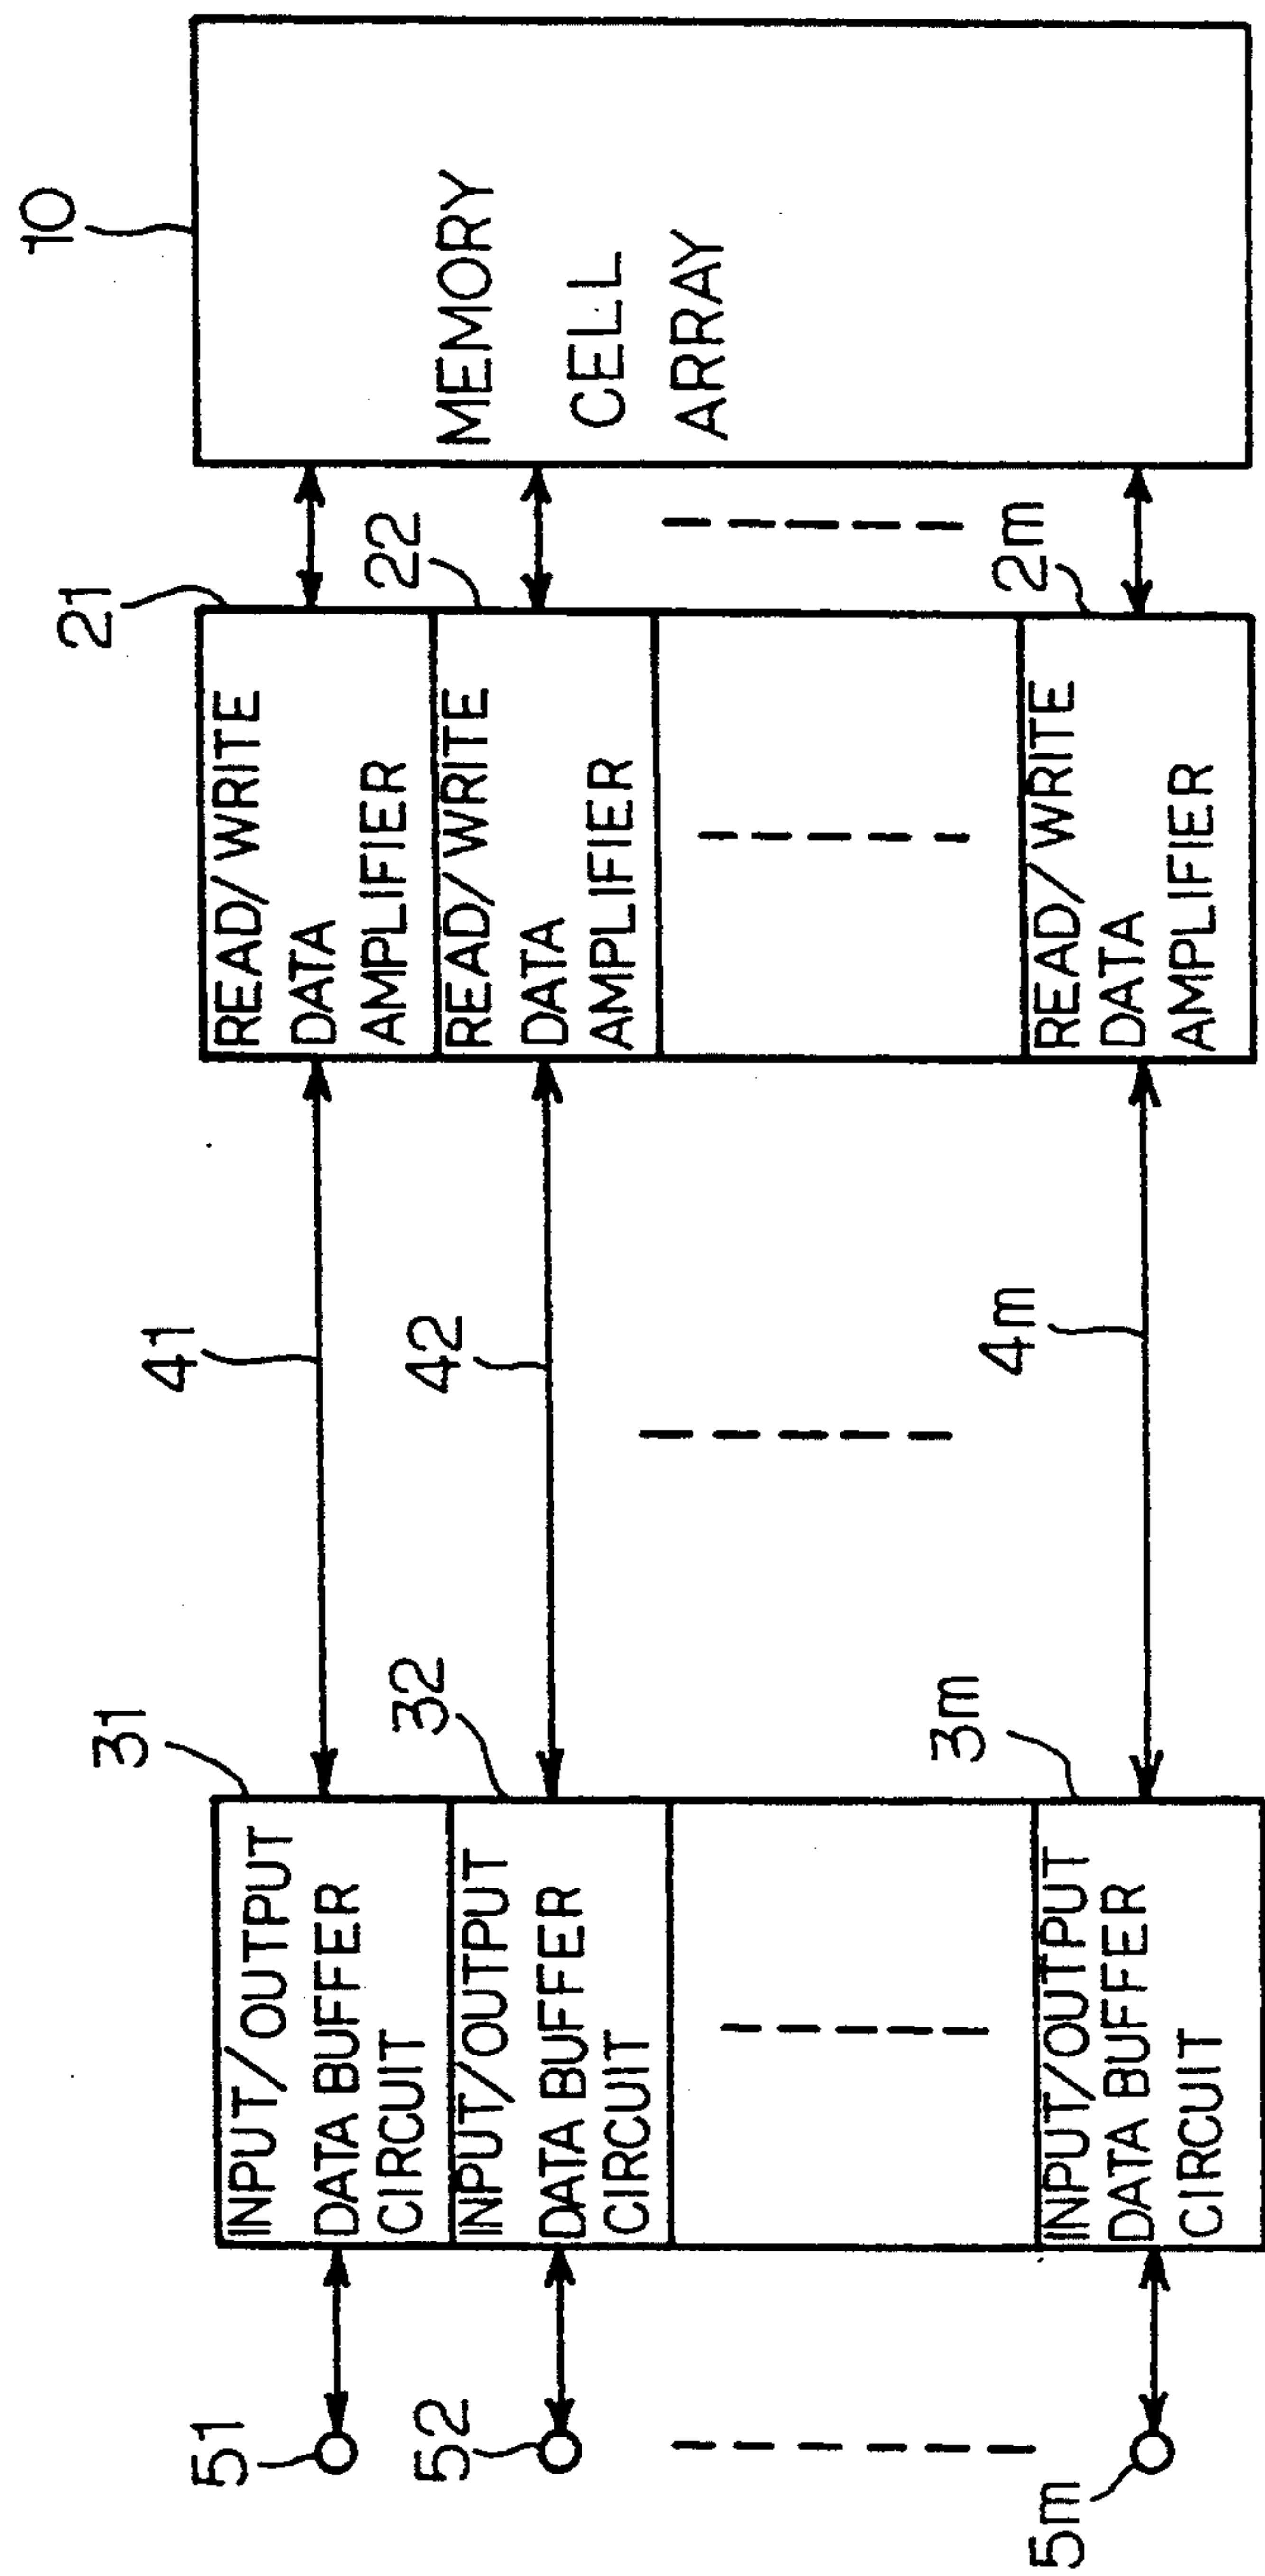 51
52
5m
INPUT/OUTPUT
DATA BUFFER
CIRCUIT
INPUT/OUTPUT
DATA BUFFER
CIRCUIT
INPUT/OUTPUT
DATA BUFFER
CIRCUIT
31
32
3m
41
42
4m
READ/WRITE
DATA
AMPLIFIER
READ/WRITE
DATA
AMPLIFIER
READ/WRITE
DATA
AMPLIFIER
21
22
2m
MEMORY
CELL
ARRAY
10